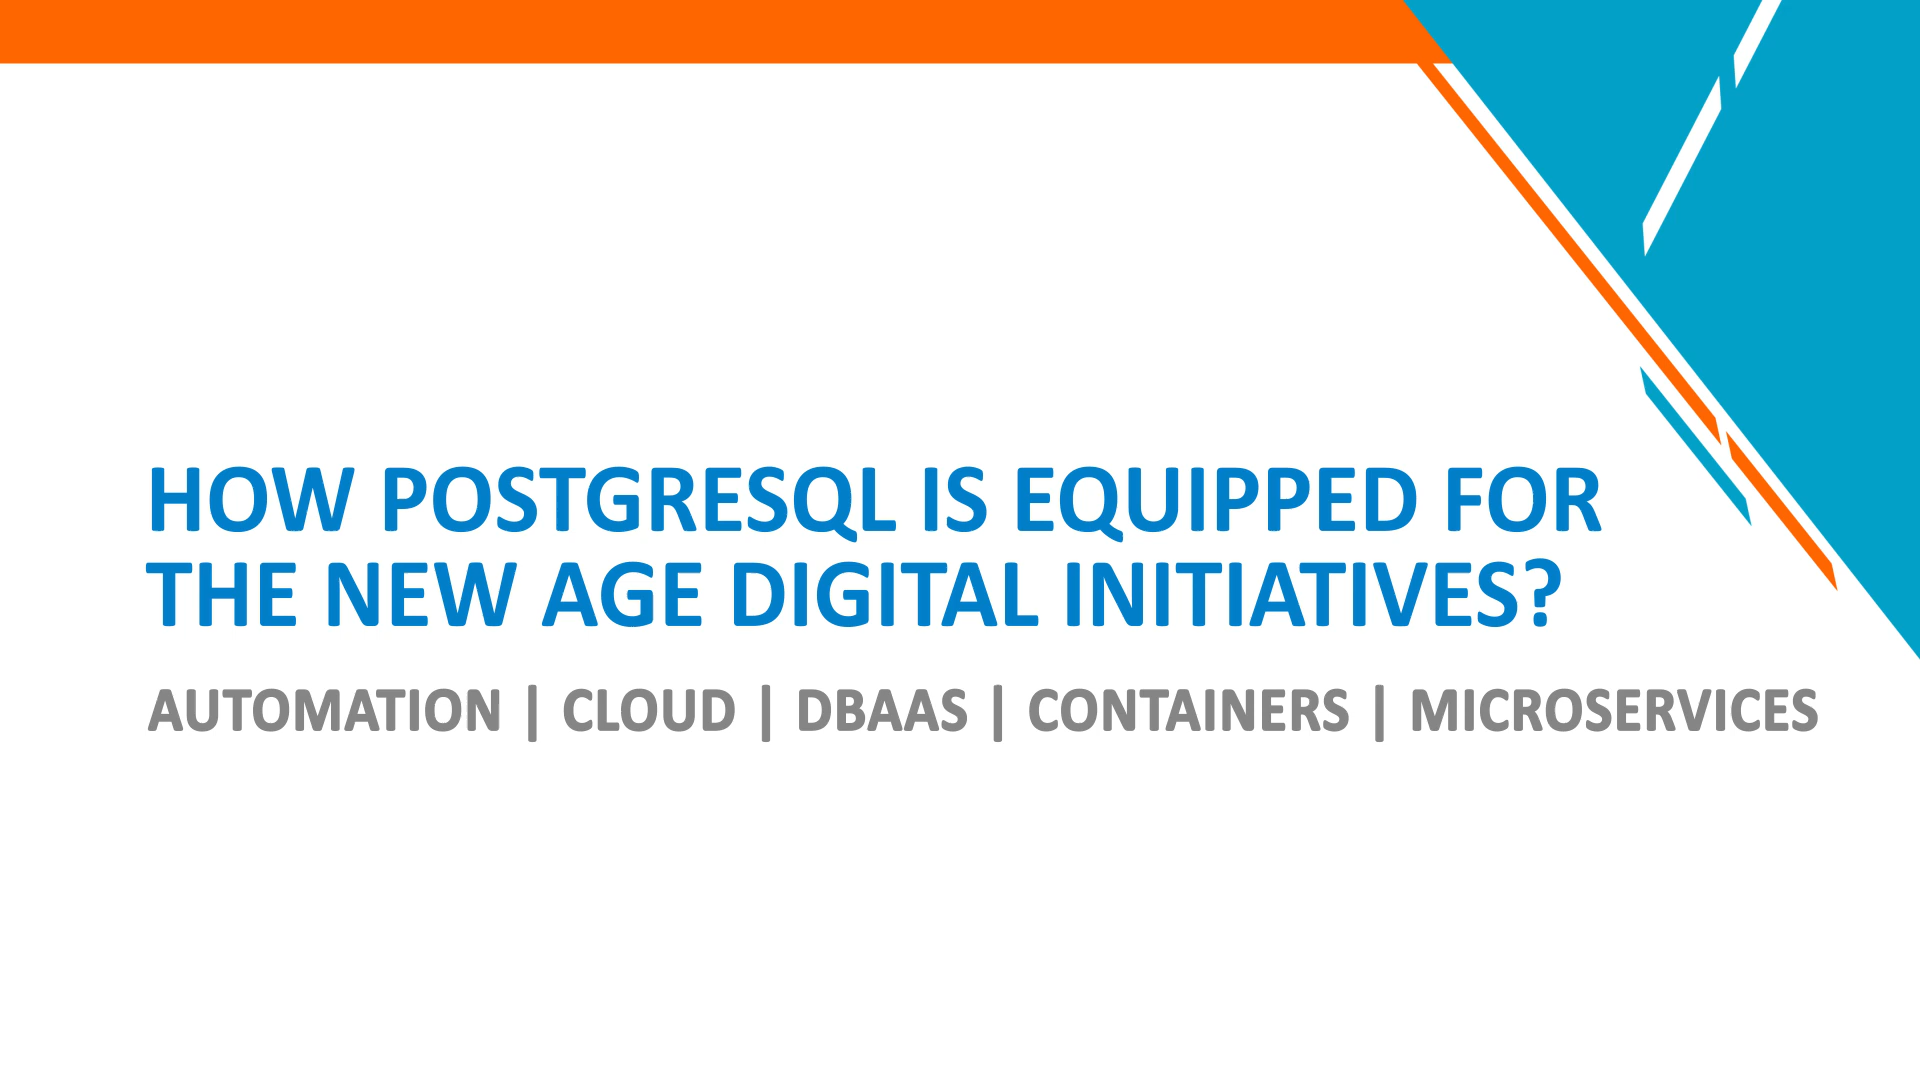 HOW POSTGRESQL IS EQUIPPED FOR
THE NEW AGE DIGITAL INITIATIVES?
AUTOMATION | CLOUD | DBAAS | CONTAINERS | MICROSERVICES